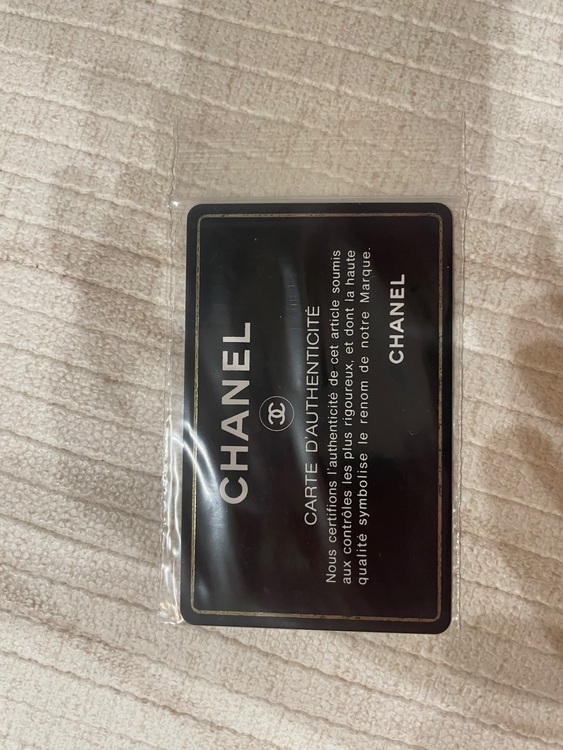 CHANEL
CARTE D'AUTHENTICITÉ
Nous certifions l'authenticité de cet article soumis
aux contrôles les plus rigoureux, et dont la haute
qualité symbolise le renom de notre Marque.
CHANEL